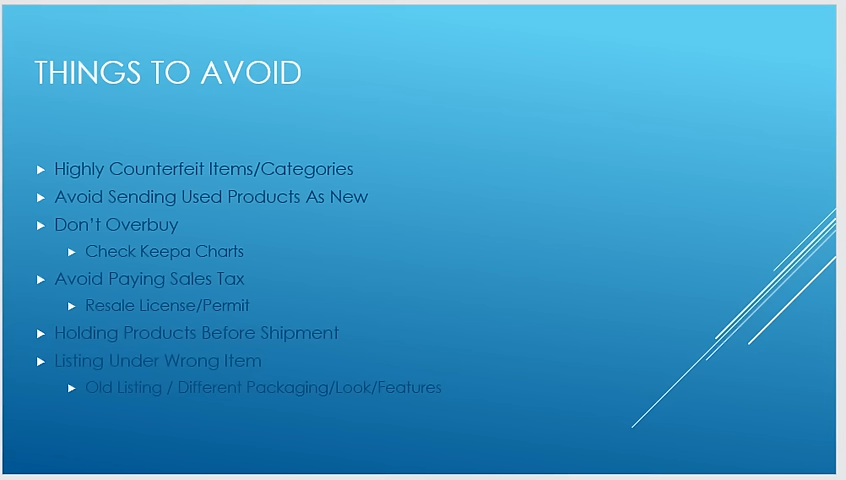 THINGS TO AVOID
Highly Counterfeit Items/Categories
Avoid Sending Used Products As New
Don't Overbuy
Check Keepa Charts
Avoid Paying Sales Tax
Resale License/Permit
Holding Products Before Shipment
Listing Under Wrong Item
Old Listing / Different Packaging/Look/Features